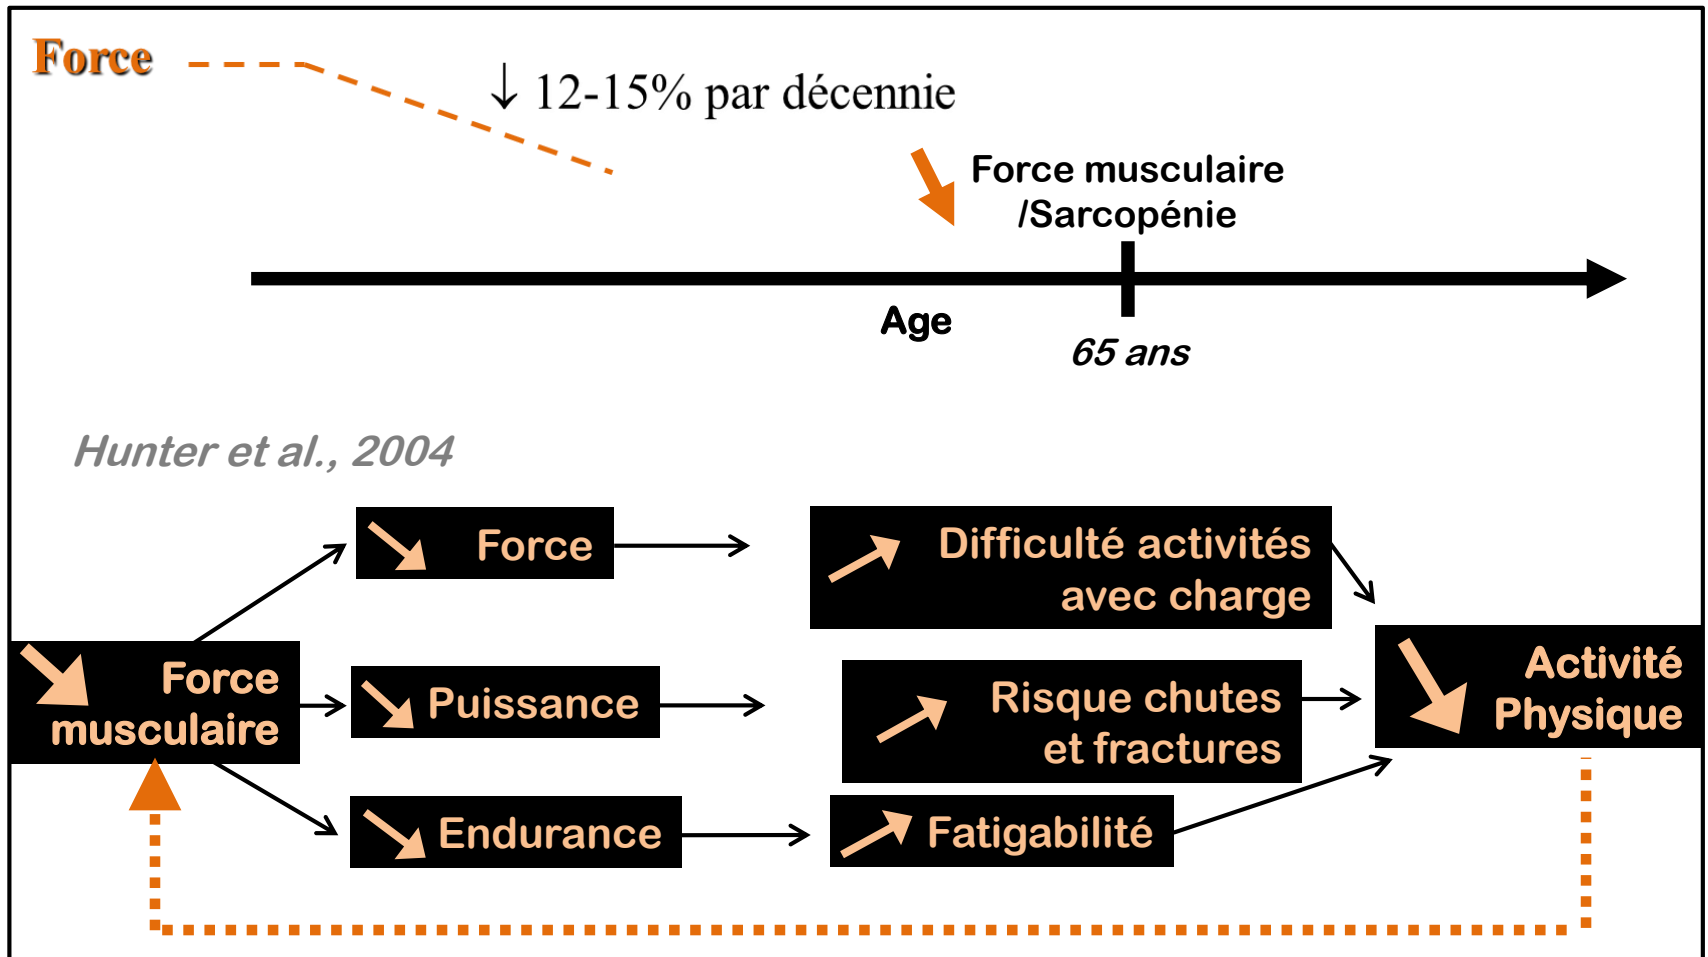 Force
↓ 12-15% par décennie
Force musculaire
/Sarcopénie
Age
65 ans
Hunter et al., 2004
Force
Difficulté activités
avec charge
Force
musculaire
Puissance
Risque chutes
et fractures
Activité
Physique
Endurance
Fatigabilité